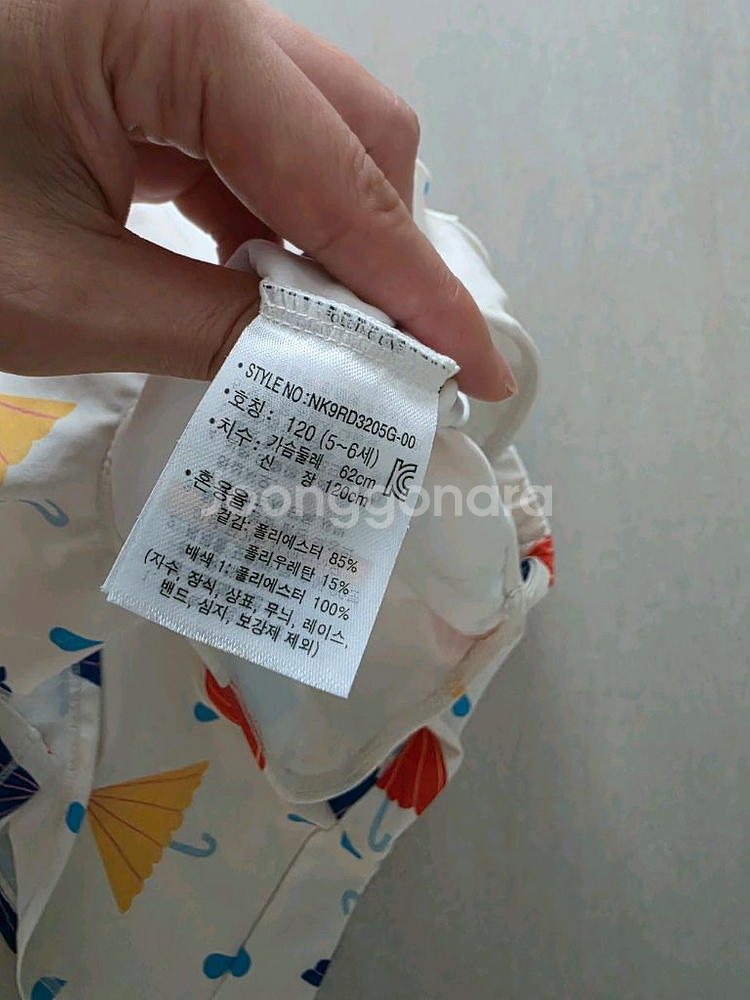 • STYLE NO : NK9RD3205G-00
• 호칭 : 120 (5~6세)
• 치수 : 가슴둘레 62cm
신 장 120cm
• 혼용율
겉감: 폴리에스터 85%
폴리우레탄 15%
배색 1: 폴리에스터 100%
(자수, 장식, 상표, 무늬, 레이스,
밴드, 심지, 보강제 제외)
Joonggonara